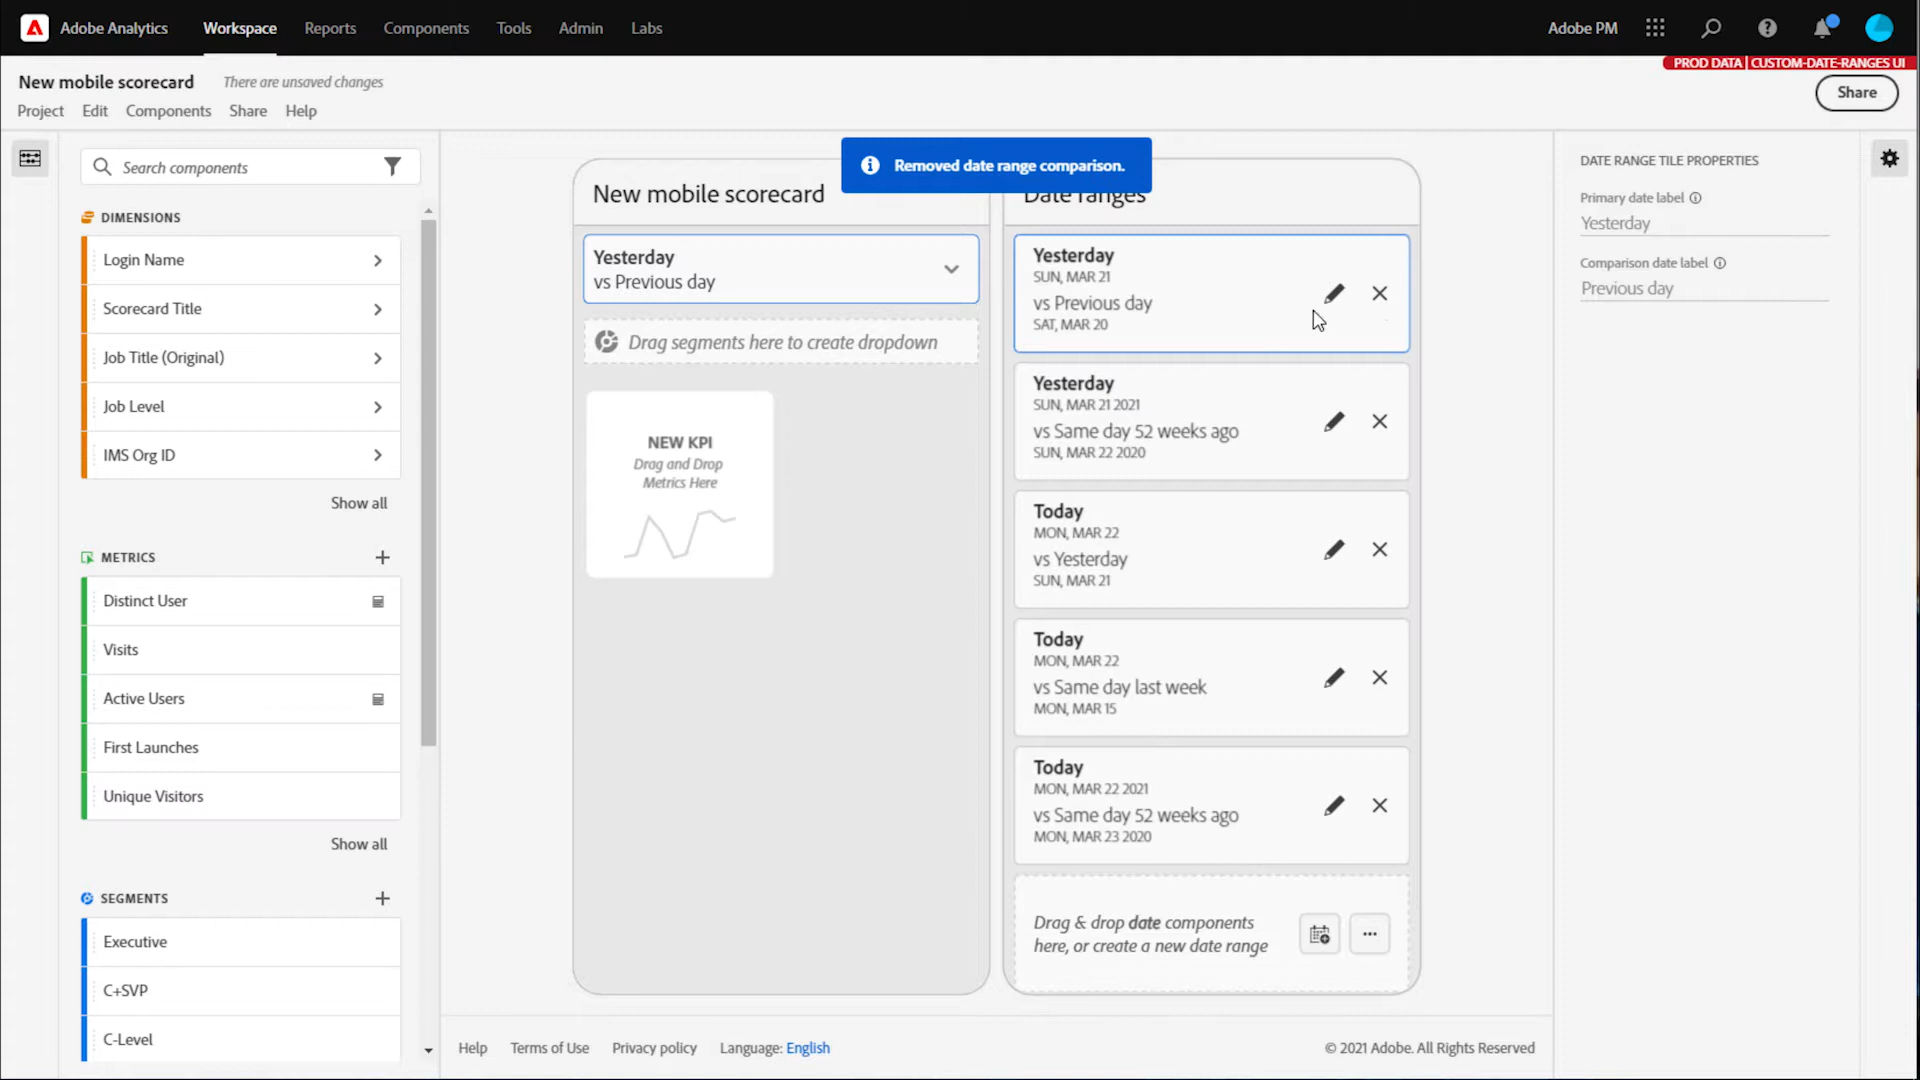 Adobe Analytics
Workspace
Reports
Components
Tools
Admin
Labs
Adobe PM
PROD DATA | CUSTOM-DATE-RANGES UI
New mobile scorecard
There are unsaved changes
Share
Project
Edit
Components
Share
Help
Search components
DIMENSIONS
Login Name
Scorecard Title
Job Title (Original)
Job Level
IMS Org ID
Show all
METRICS
Distinct User
Visits
Active Users
First Launches
Unique Visitors
Show all
SEGMENTS
Executive
C+SVP
C-Level
Removed date range comparison.
New mobile scorecard
Yesterday
vs Previous day
Drag segments here to create dropdown
NEW KPI
Drag and Drop
Metrics Here
Date ranges
Yesterday
SUN, MAR 21
vs Previous day
SAT, MAR 20
Yesterday
SUN, MAR 21 2021
vs Same day 52 weeks ago
SUN, MAR 22 2020
Today
MON, MAR 22
vs Yesterday
SUN, MAR 21
Today
MON, MAR 22
vs Same day last week
MON, MAR 15
Today
MON, MAR 22 2021
vs Same day 52 weeks ago
MON, MAR 23 2020
Drag & drop date components
here, or create a new date range
DATE RANGE TILE PROPERTIES
Primary date label
Yesterday
Comparison date label
Previous day
Help
Terms of Use
Privacy policy
Language: English
© 2021 Adobe. All Rights Reserved